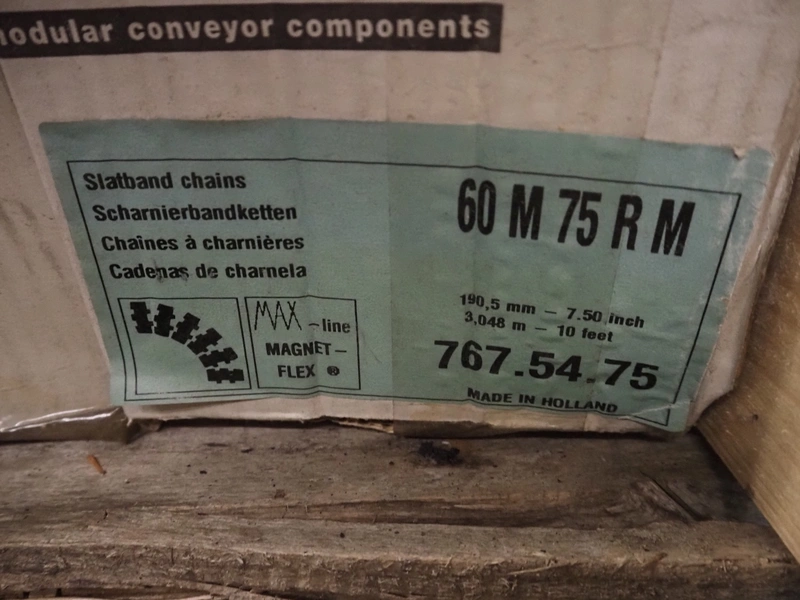 modular conveyor components
Slatband chains
Scharnierbandketten
Chaînes à charnières
Cadenas de charnela
MAX -line
MAGNET-
FLEX ®
60 M 75 R M
190,5 mm - 7.50 inch
3,048 m - 10 feet
767.54.75
MADE IN HOLLAND